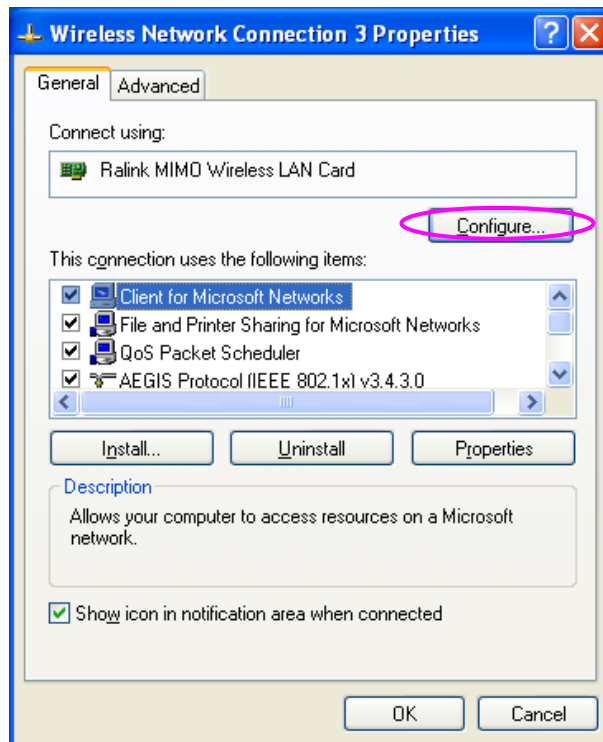 Wireless Network Connection 3 Properties
General
Advanced
Connect using:
Ralink MIMO Wireless LAN Card
Configure...
This connection uses the following items:
Client for Microsoft Networks
File and Printer Sharing for Microsoft Networks
QoS Packet Scheduler
AEGIS Protocol (IEEE 802.1x) v3.4.3.0
Install...
Uninstall
Properties
Description
Allows your computer to access resources on a Microsoft
network.
Show icon in notification area when connected
OK
Cancel